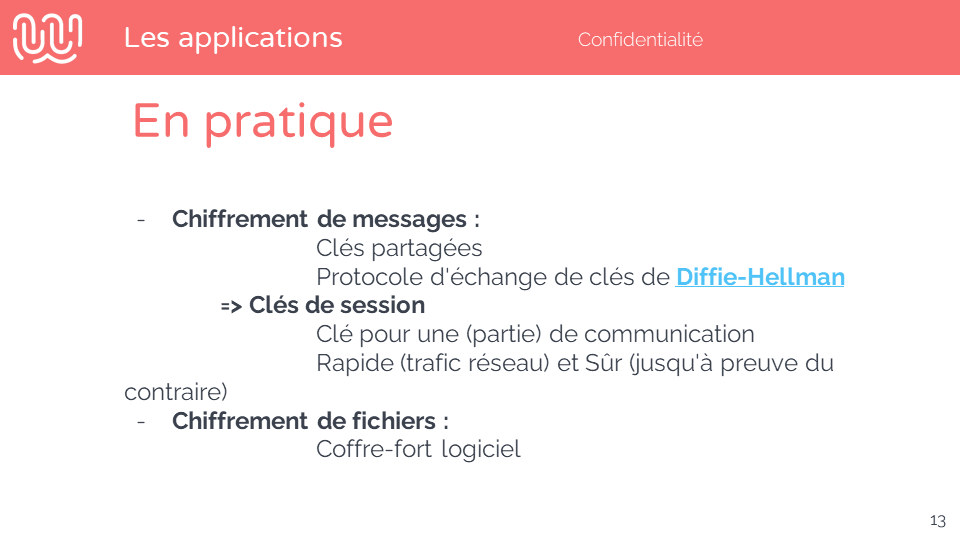 Les applications
Confidentialité
En pratique
- Chiffrement de messages :
Clés partagées
Protocole d'échange de clés de Diffie-Hellman
=> Clés de session
Clé pour une (partie) de communication
Rapide (trafic réseau) et Sûr (jusqu'à preuve du
contraire)
- Chiffrement de fichiers :
Coffre-fort logiciel
13